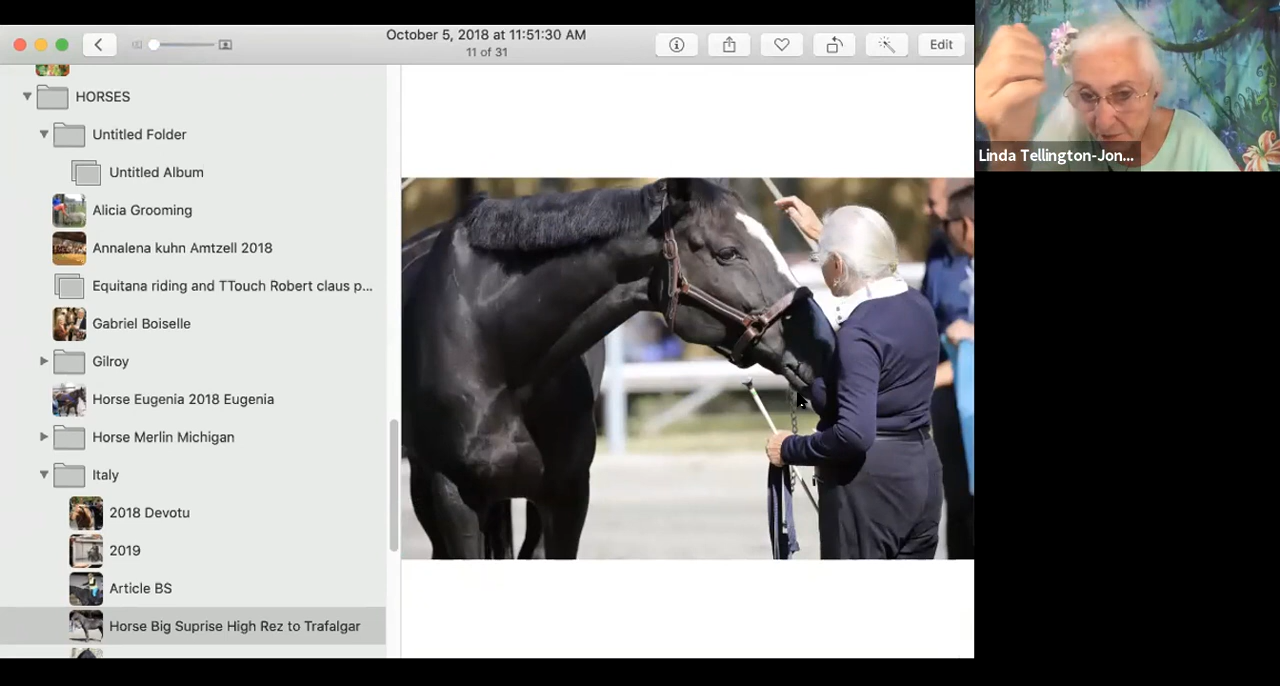 October 5, 2018 at 11:51:30 AM
11 of 31
Edit
HORSES
Untitled Folder
Untitled Album
Alicia Grooming
Annalena kuhn Amtzell 2018
Equitana riding and TTouch Robert claus p...
Gabriel Boiselle
Gilroy
Horse Eugenia 2018 Eugenia
Horse Merlin Michigan
Italy
2018 Devotu
2019
Article BS
Horse Big Suprise High Rez to Trafalgar
Linda Tellington-Jon...